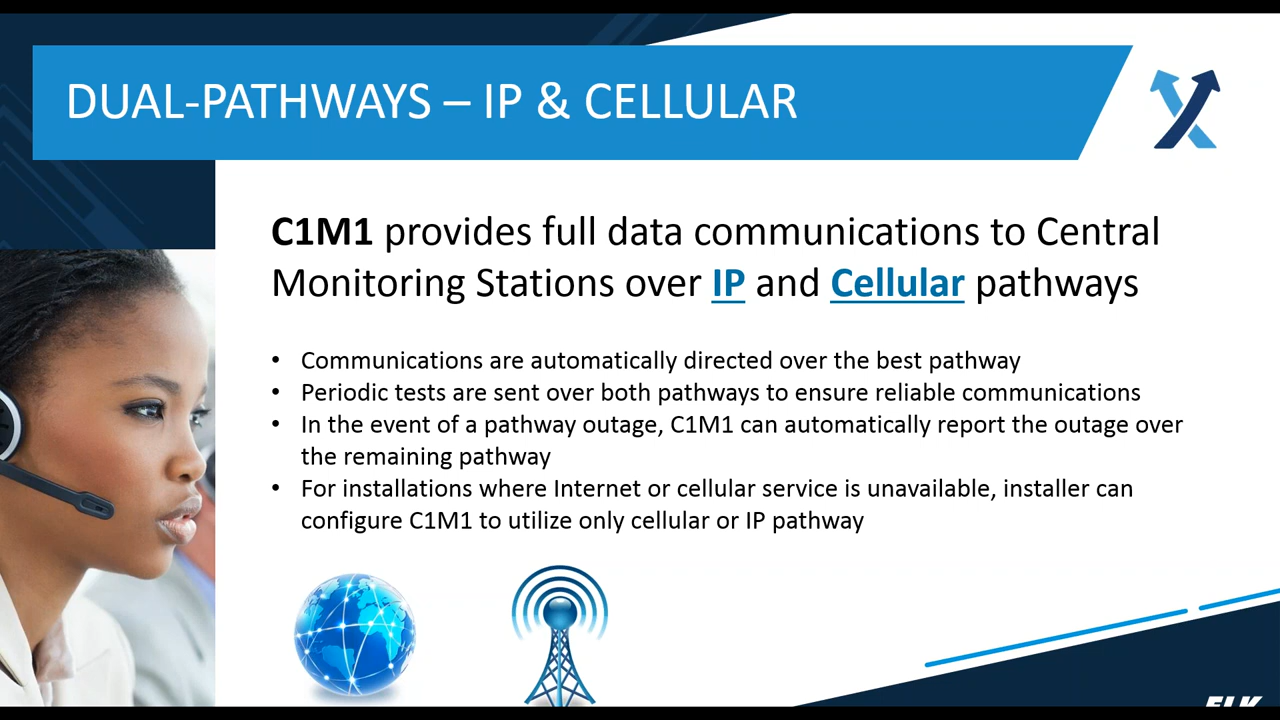 DUAL-PATHWAYS – IP & CELLULAR
C1M1 provides full data communications to Central
Monitoring Stations over IP and Cellular pathways
• Communications are automatically directed over the best pathway
• Periodic tests are sent over both pathways to ensure reliable communications
• In the event of a pathway outage, C1M1 can automatically report the outage over
the remaining pathway
• For installations where Internet or cellular service is unavailable, installer can
configure C1M1 to utilize only cellular or IP pathway
ELK